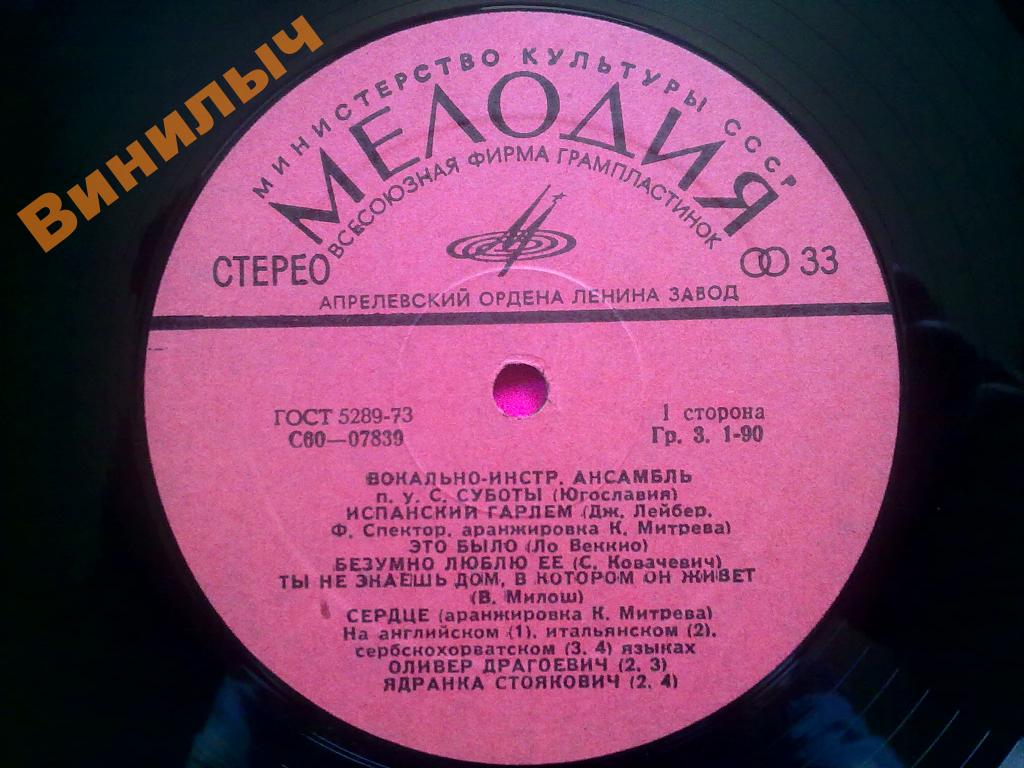 Винилыч
МИНИСТЕРСТВО КУЛЬТУРЫ СССР
МЕЛОДИЯ
ВСЕСОЮЗНАЯ ФИРМА ГРАМПЛАСТИНОК
СТЕРЕО 33
АПРЕЛЕВСКИЙ ОРДЕНА ЛЕНИНА ЗАВОД
ГОСТ 5289-73 1 сторона
С60—07839 Гр. 3. 1-90
ВОКАЛЬНО-ИНСТР. АНСАМБЛЬ
п. у. С. СУБОТЫ (Югославия)
ИСПАНСКИЙ ГАРЛЕМ (Дж. Лейбер,
Ф. Спектор, аранжировка К. Митрева)
ЭТО БЫЛО (Ло Веккио)
БЕЗУМНО ЛЮБЛЮ ЕЕ (С. Ковачевич)
ТЫ НЕ ЗНАЕШЬ ДОМ, В КОТОРОМ ОН ЖИВЕТ
(В. Милош)
СЕРДЦЕ (аранжировка К. Митрева)
На английском (1), итальянском (2),
сербскохорватском (3, 4) языках
ОЛИВЕР ДРАГОЕВИЧ (2, 3)
ЯДРАНКА СТОЯКОВИЧ (2, 4)